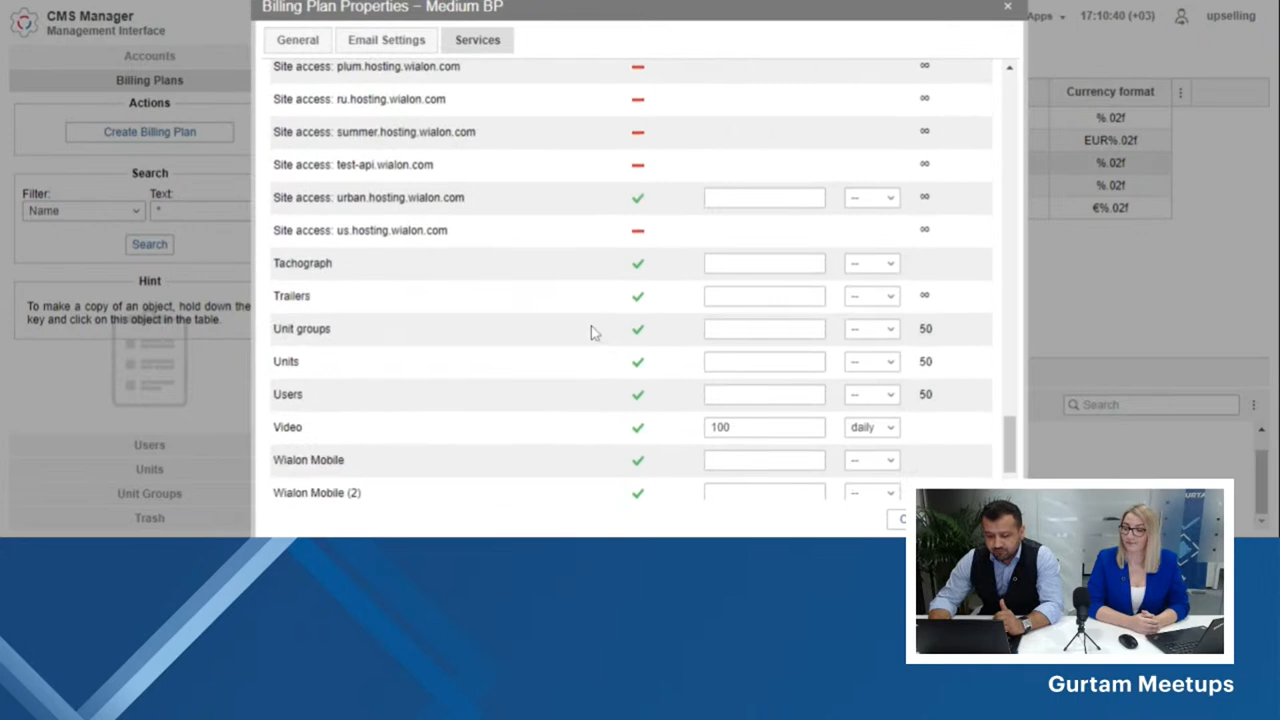 CMS Manager
Management Interface
Billing Plan Properties – Medium BP
×
Apps
17:10:40 (+03)
upselling
Accounts
Billing Plans
Actions
Create Billing Plan
Search
Filter:
Text:
Name
*
Search
Hint
To make a copy of an object, hold down the
key and click on this object in the table.
Users
Units
Unit Groups
Trash
General
Email Settings
Services
Site access: plum.hosting.wialon.com
∞
Site access: ru.hosting.wialon.com
∞
Site access: summer.hosting.wialon.com
∞
Site access: test-api.wialon.com
∞
Site access: urban.hosting.wialon.com
--
∞
Site access: us.hosting.wialon.com
∞
Tachograph
--
Trailers
--
∞
Unit groups
--
50
Units
--
50
Users
--
50
Video
100
daily
Wialon Mobile
--
Wialon Mobile (2)
--
Currency format
%.02f
EUR%.02f
%.02f
%.02f
€%.02f
Search
Gurtam Meetups